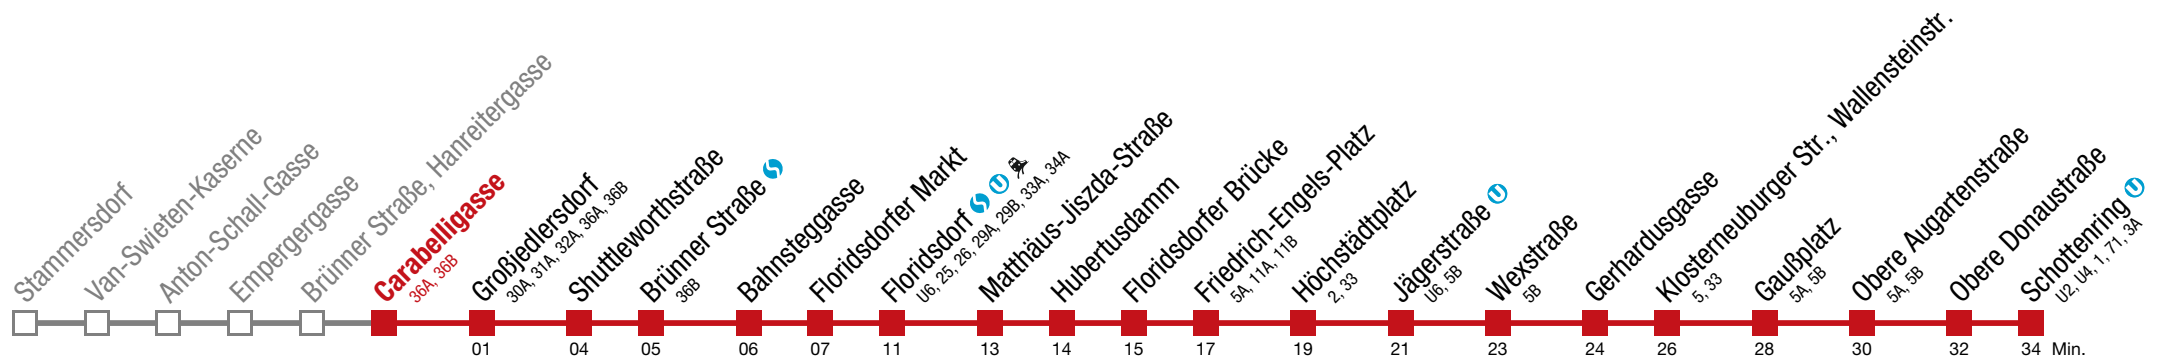 Stammersdorf
Van-Swieten-Kaserne
Anton-Schall-Gasse
Empergergasse
Brünner Straße, Hanreitergasse
Carabelligasse
36A, 36B
Großjedlersdorf
30A, 31A, 32A, 36A, 36B
Shuttleworthstraße
Brünner Straße
36B
Bahnsteggasse
Floridsdorfer Markt
Floridsdorf U
U6, 25, 26, 29A, 29B, 33A, 34A
Matthäus-Jiszda-Straße
Hubertusdamm
Floridsdorfer Brücke
Friedrich-Engels-Platz
5A, 11A, 11B
Höchstädtplatz
2, 33
Jägerstraße U
U6, 5B
Wexstraße
5B
Gerhardusgasse
Klosterneuburger Str., Wallensteinstr.
5, 33
Gaußplatz
5A, 5B
Obere Augartenstraße
5A, 5B
Obere Donaustraße
Schottenring U
U2, U4, 1, 71, 3A
01 04 05 06 07 11 13 14 15 17 19 21 23 24 26 28 30 32 34 Min.